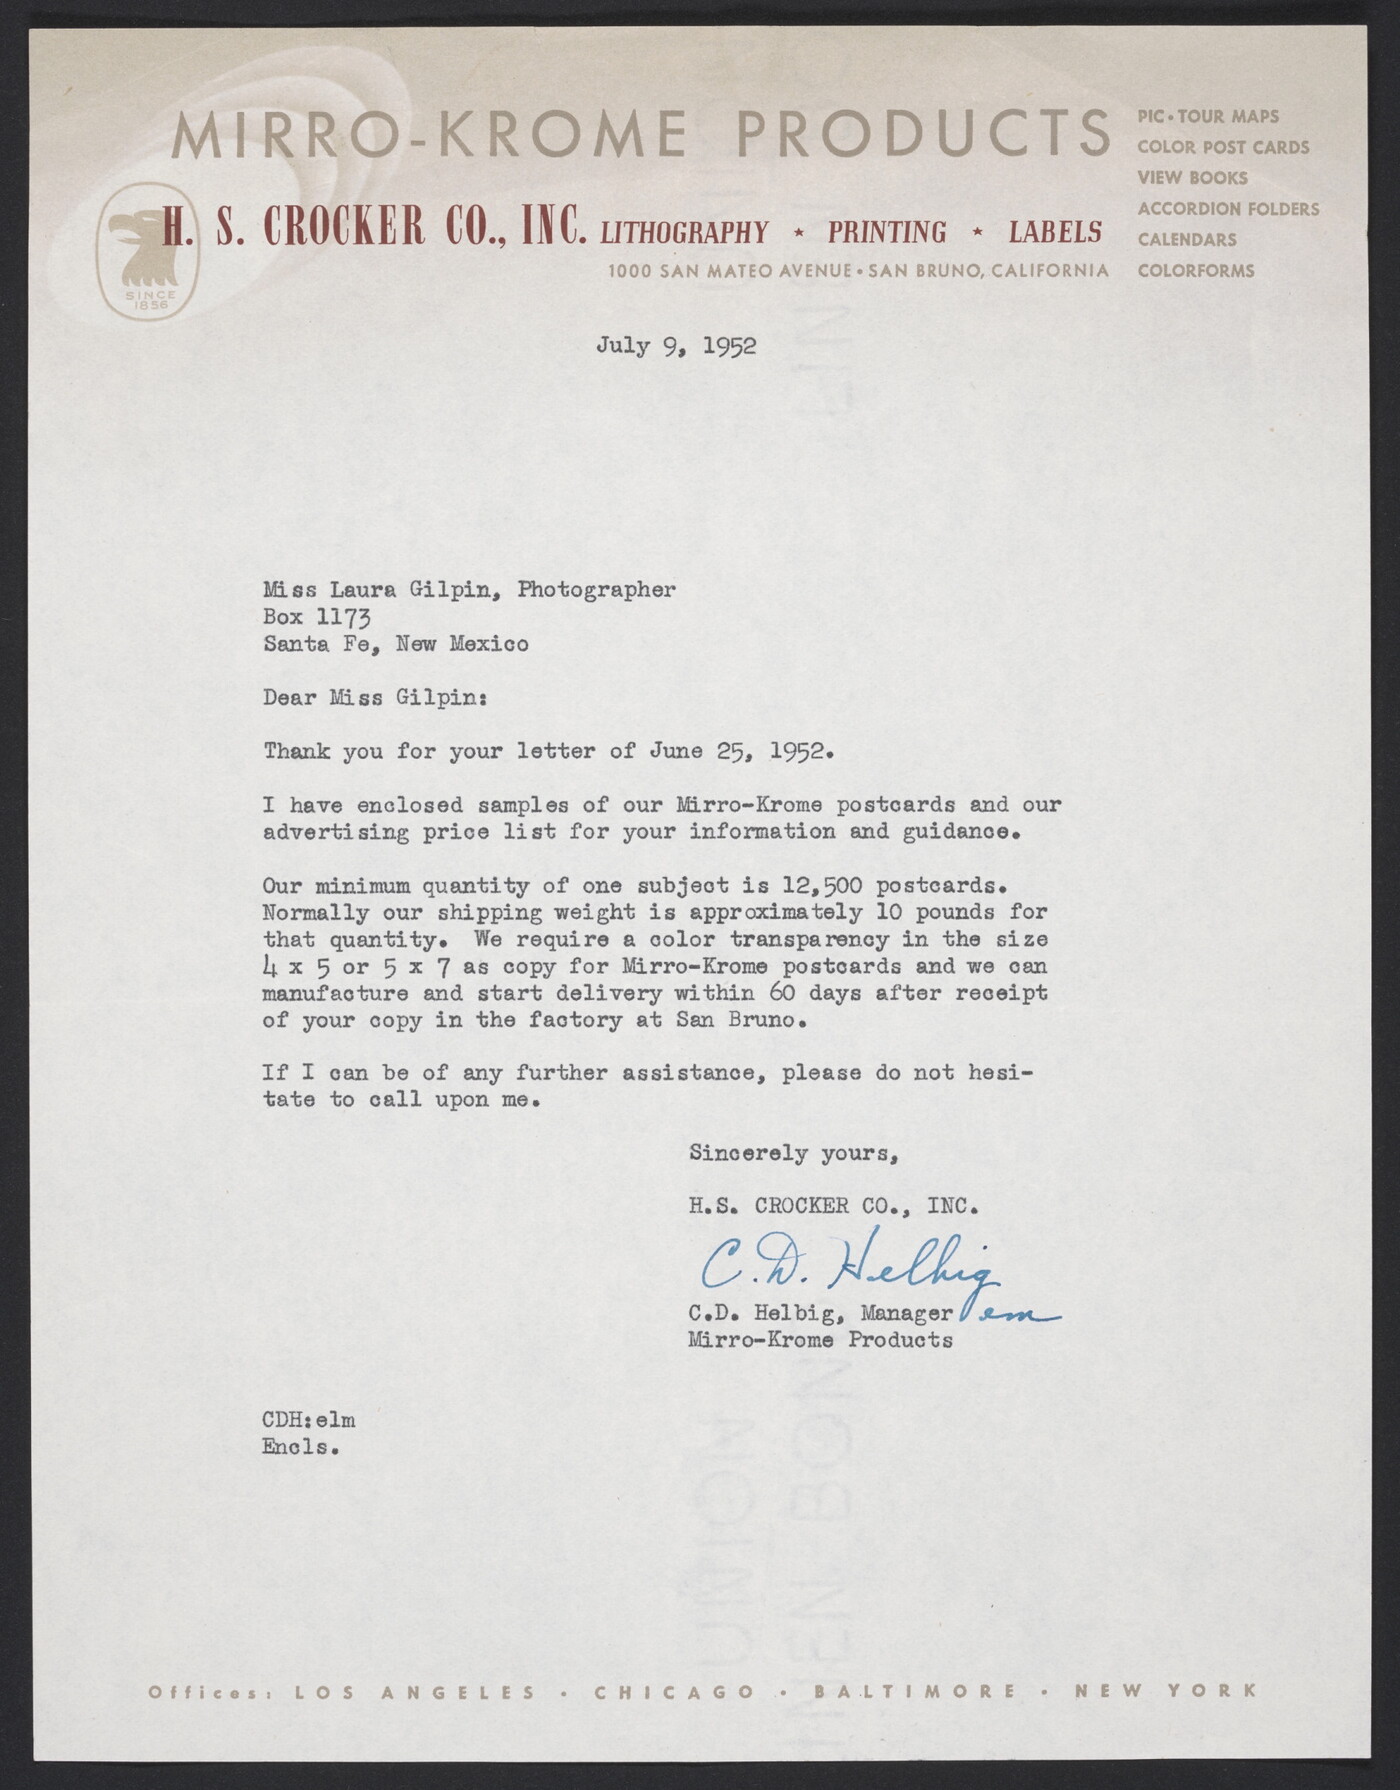 MIRRO-KROME PRODUCTS
H. S. CROCKER CO., INC. LITHOGRAPHY ★ PRINTING ★ LABELS
1000 SAN MATEO AVENUE • SAN BRUNO, CALIFORNIA
SINCE
1856
PIC • TOUR MAPS
COLOR POST CARDS
VIEW BOOKS
ACCORDION FOLDERS
CALENDARS
COLORFORMS
July 9, 1952
Miss Laura Gilpin, Photographer
Box 1173
Santa Fe, New Mexico
Dear Miss Gilpin:
Thank you for your letter of June 25, 1952.
I have enclosed samples of our Mirro-Krome postcards and our
advertising price list for your information and guidance.
Our minimum quantity of one subject is 12,500 postcards.
Normally our shipping weight is approximately 10 pounds for
that quantity. We require a color transparency in the size
4 x 5 or 5 x 7 as copy for Mirro-Krome postcards and we can
manufacture and start delivery within 60 days after receipt
of your copy in the factory at San Bruno.
If I can be of any further assistance, please do not hesi-
tate to call upon me.
Sincerely yours,
H.S. CROCKER CO., INC.
C.D. Helbig
C.D. Helbig, Manager em
Mirro-Krome Products
CDH:elm
Encls.
Offices: LOS ANGELES • CHICAGO • BALTIMORE • NEW YORK